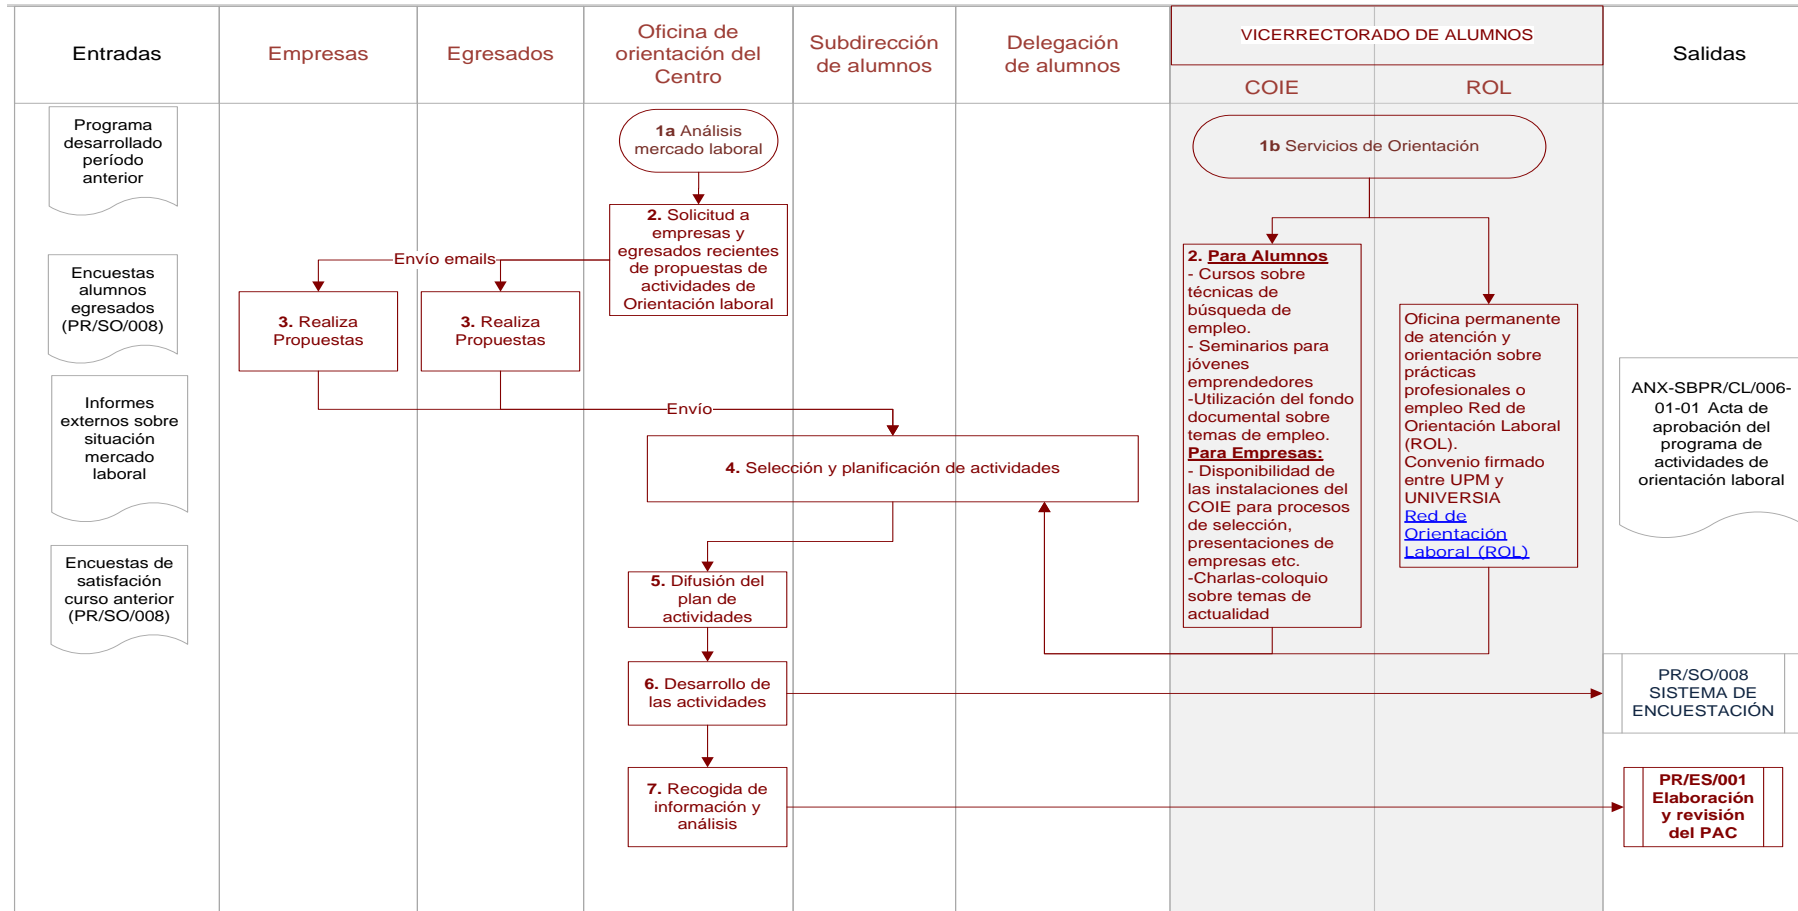 Entradas
Empresas
Egresados
Oficina de
orientación del
Centro
Subdirección
de alumnos
Delegación
de alumnos
VICERRECTORADO DE ALUMNOS
COIE
ROL
Salidas
Programa
desarrollado
período
anterior
Encuestas
alumnos
egresados
(PR/SO/008)
Informes
externos sobre
situación
mercado
laboral
Encuestas de
satisfacción
curso anterior
(PR/SO/008)
1a Análisis
mercado laboral
2. Solicitud a
empresas y
egresados recientes
de propuestas de
actividades de
Orientación laboral
Envío emails
3. Realiza
Propuestas
3. Realiza
Propuestas
Envío
4. Selección y planificación de actividades
5. Difusión del
plan de
actividades
6. Desarrollo de
las actividades
7. Recogida de
información y
análisis
1b Servicios de Orientación
2. Para Alumnos
- Cursos sobre
técnicas de
búsqueda de
empleo.
- Seminarios para
jóvenes
emprendedores
-Utilización del fondo
documental sobre
temas de empleo.
Para Empresas:
- Disponibilidad de
las instalaciones del
COIE para procesos
de selección,
presentaciones de
empresas etc.
-Charlas-coloquio
sobre temas de
actualidad
Oficina permanente
de atención y
orientación sobre
prácticas
profesionales o
empleo Red de
Orientación Laboral
(ROL).
Convenio firmado
entre UPM y
UNIVERSIA
Red de
Orientación
Laboral (ROL)
ANX-SBPR/CL/006-
01-01 Acta de
aprobación del
programa de
actividades de
orientación laboral
PR/SO/008
SISTEMA DE
ENCUESTACIÓN
PR/ES/001
Elaboración
y revisión
del PAC